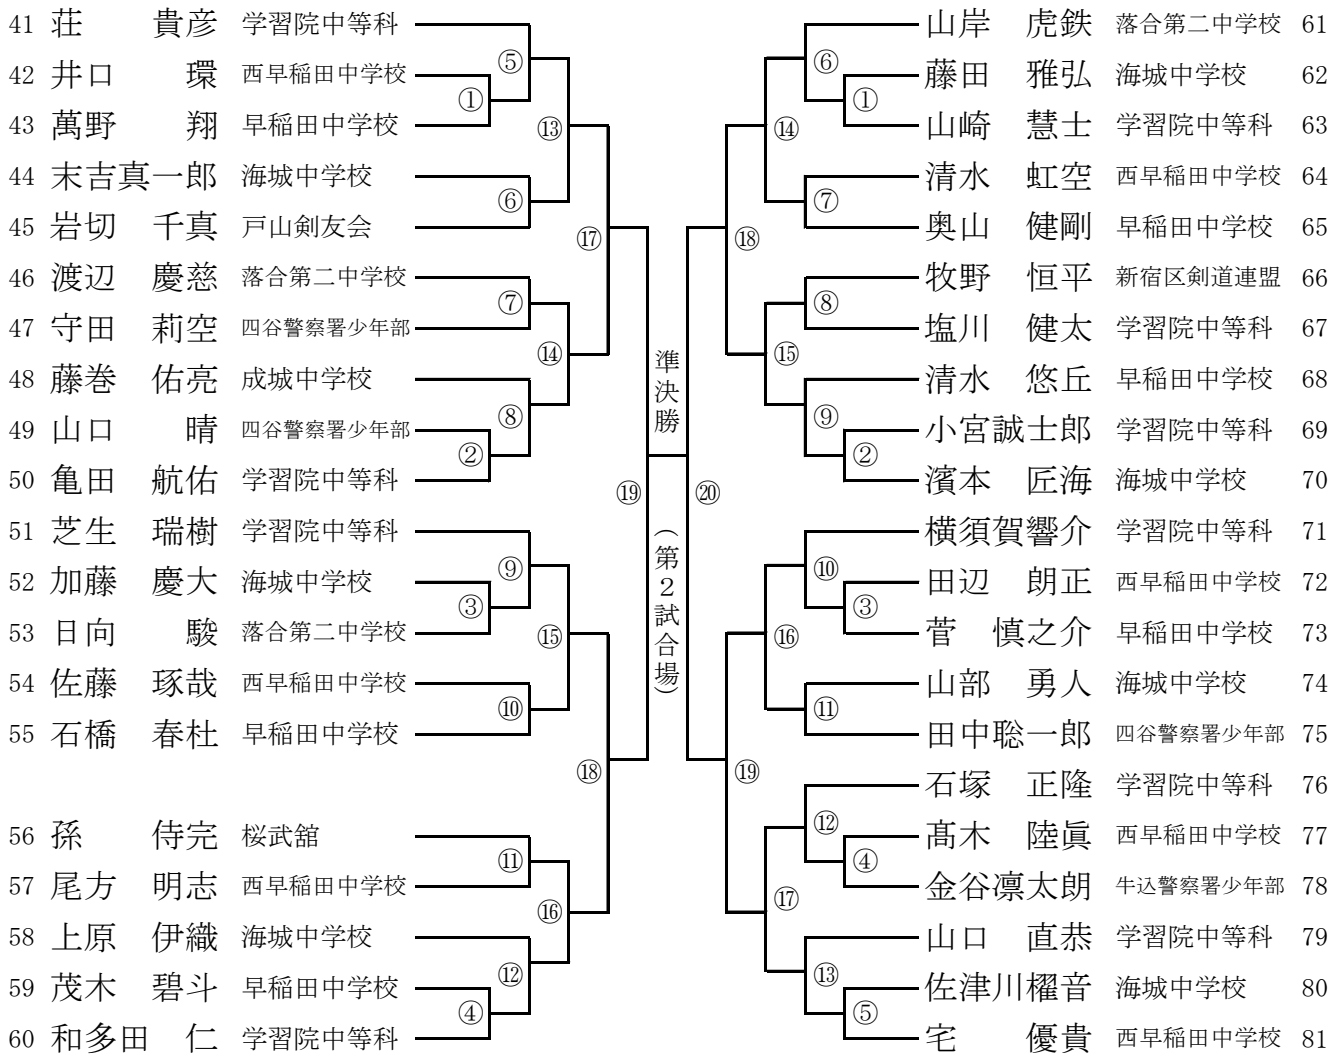 41 荘　　貴彦 学習院中等科
42 井口　　環 西早稲田中学校
43 萬野　　翔 早稲田中学校
44 末吉真一郎 海城中学校
45 岩切　千真 戸山剣友会
46 渡辺　慶慈 落合第二中学校
47 守田　莉空 四谷警察署少年部
48 藤巻　佑亮 成城中学校
49 山口　　晴 四谷警察署少年部
50 亀田　航佑 学習院中等科
51 芝生　瑞樹 学習院中等科
52 加藤　慶大 海城中学校
53 日向　　駿 落合第二中学校
54 佐藤　琢哉 西早稲田中学校
55 石橋　春杜 早稲田中学校
56 孫　　侍完 桜武舘
57 尾方　明志 西早稲田中学校
58 上原　伊織 海城中学校
59 茂木　碧斗 早稲田中学校
60 和多田　仁 学習院中等科
⑤
①
⑬
⑥
⑰
⑦
⑭
⑧
②
⑲
⑨
③
⑮
⑩
⑱
⑪
⑯
⑫
④
準決勝
（第２試合場）
⑥
①
⑭
⑦
⑱
⑧
⑮
⑨
②
⑳
⑩
③
⑯
⑪
⑲
⑫
④
⑰
⑬
⑤
山岸　虎鉄 落合第二中学校 61
藤田　雅弘 海城中学校 62
山崎　慧士 学習院中等科 63
清水　虹空 西早稲田中学校 64
奥山　健剛 早稲田中学校 65
牧野　恒平 新宿区剣道連盟 66
塩川　健太 学習院中等科 67
清水　悠丘 早稲田中学校 68
小宮誠士郎 学習院中等科 69
濱本　匠海 海城中学校 70
横須賀響介 学習院中等科 71
田辺　朗正 西早稲田中学校 72
菅　慎之介 早稲田中学校 73
山部　勇人 海城中学校 74
田中聡一郎 四谷警察署少年部 75
石塚　正隆 学習院中等科 76
髙木　陸眞 西早稲田中学校 77
金谷凛太朗 牛込警察署少年部 78
山口　直恭 学習院中等科 79
佐津川櫂音 海城中学校 80
宅　　優貴 西早稲田中学校 81